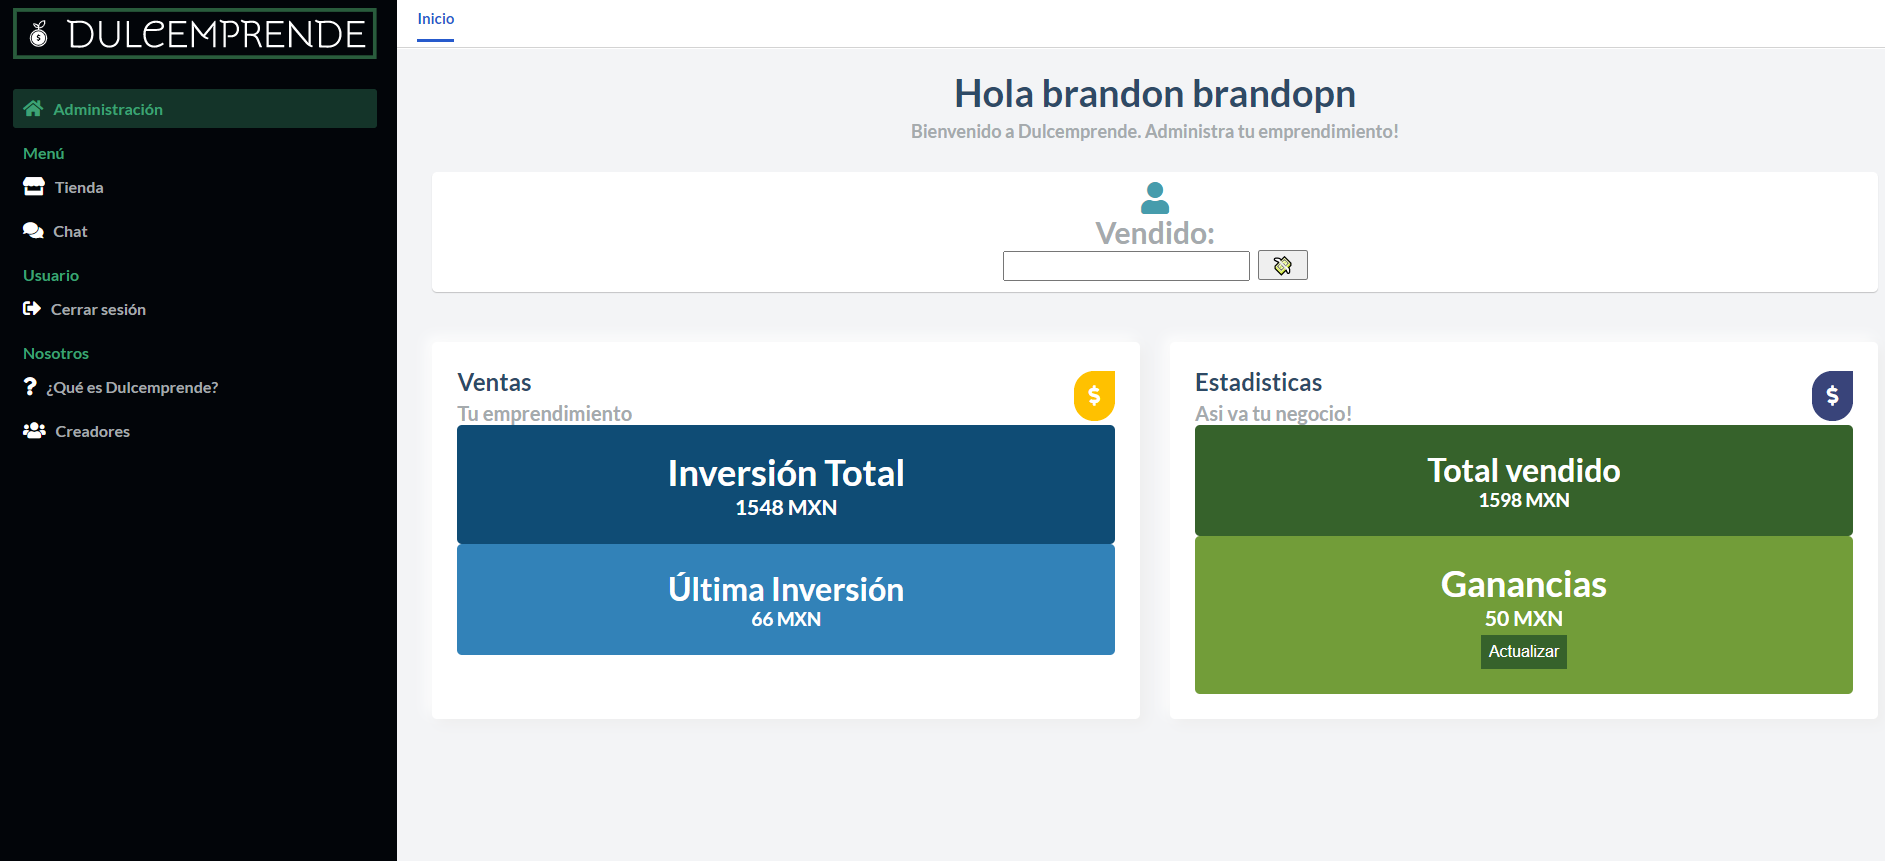 DULCEMPRENDE
Administración
Menú
Tienda
Chat
Usuario
Cerrar sesión
Nosotros
¿Qué es Dulcemprende?
Creadores
Inicio
Hola brandon brandopn
Bienvenido a Dulcemprende. Administra tu emprendimiento!
Vendido:
Ventas
Tu emprendimiento
Inversión Total
1548 MXN
Última Inversión
66 MXN
Estadisticas
Asi va tu negocio!
Total vendido
1598 MXN
Ganancias
50 MXN
Actualizar